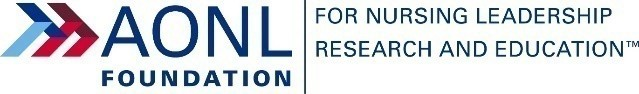 AONL
FOUNDATION
FOR NURSING LEADERSHIP
RESEARCH AND EDUCATION™